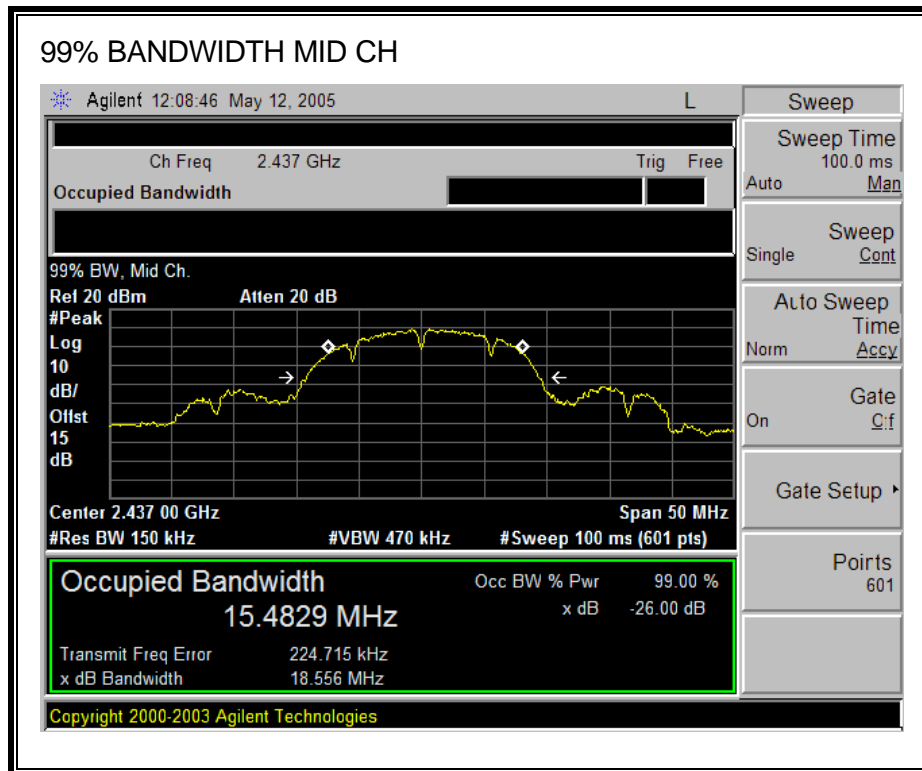 99% BANDWIDTH MID CH
Agilent 12:08:46 May 12, 2005 L
Sweep
Ch Freq 2.437 GHz Trig Free
Occupied Bandwidth
99% BW, Mid Ch.
Ref 20 dBm Atten 20 dB
#Peak
Log
10
dB/
Offst
15
dB
Center 2.437 00 GHz Span 50 MHz
#Res BW 150 kHz #VBW 470 kHz #Sweep 100 ms (601 pts)
Occupied Bandwidth
15.4829 MHz
Occ BW % Pwr 99.00 %
x dB -26.00 dB
Transmit Freq Error 224.715 kHz
x dB Bandwidth 18.556 MHz
Copyright 2000-2003 Agilent Technologies
Sweep Time
100.0 ms
Auto Man
Sweep
Single Cont
Auto Sweep
Time
Norm Accy
Gate
On Off
Gate Setup
Points
601